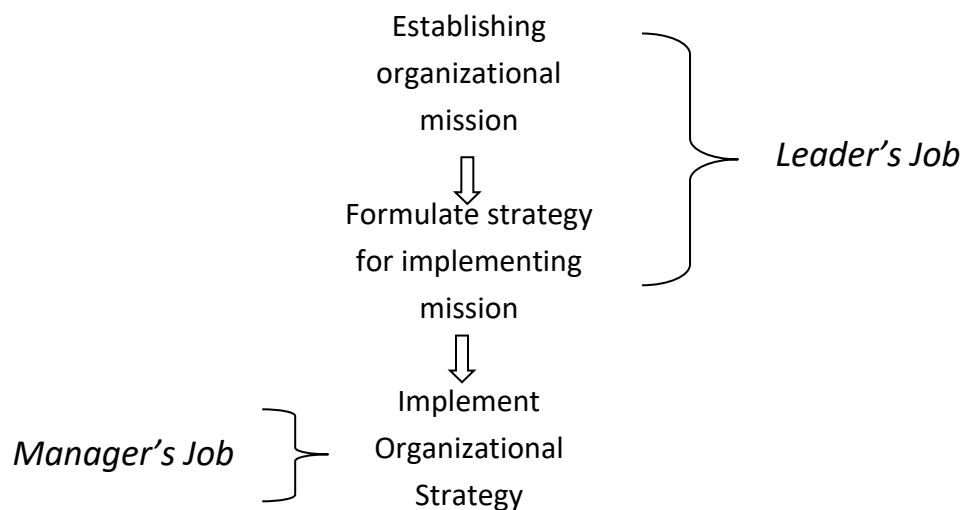 Establishing
organizational
mission
Leader’s Job
Formulate strategy
for implementing
mission
Implement
Organizational
Strategy
Manager’s Job